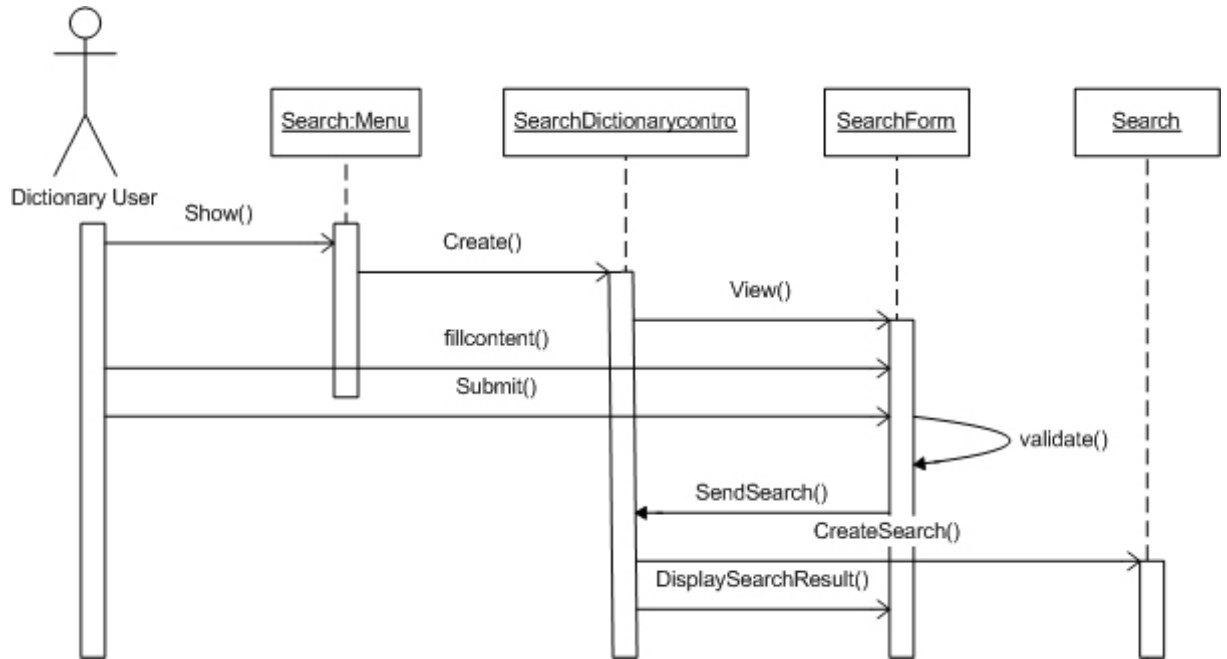 Search:Menu
SearchDictionarycontro
SearchForm
Search
Dictionary User
Show()
Create()
View()
fillcontent()
Submit()
validate()
SendSearch()
CreateSearch()
DisplaySearchResult()